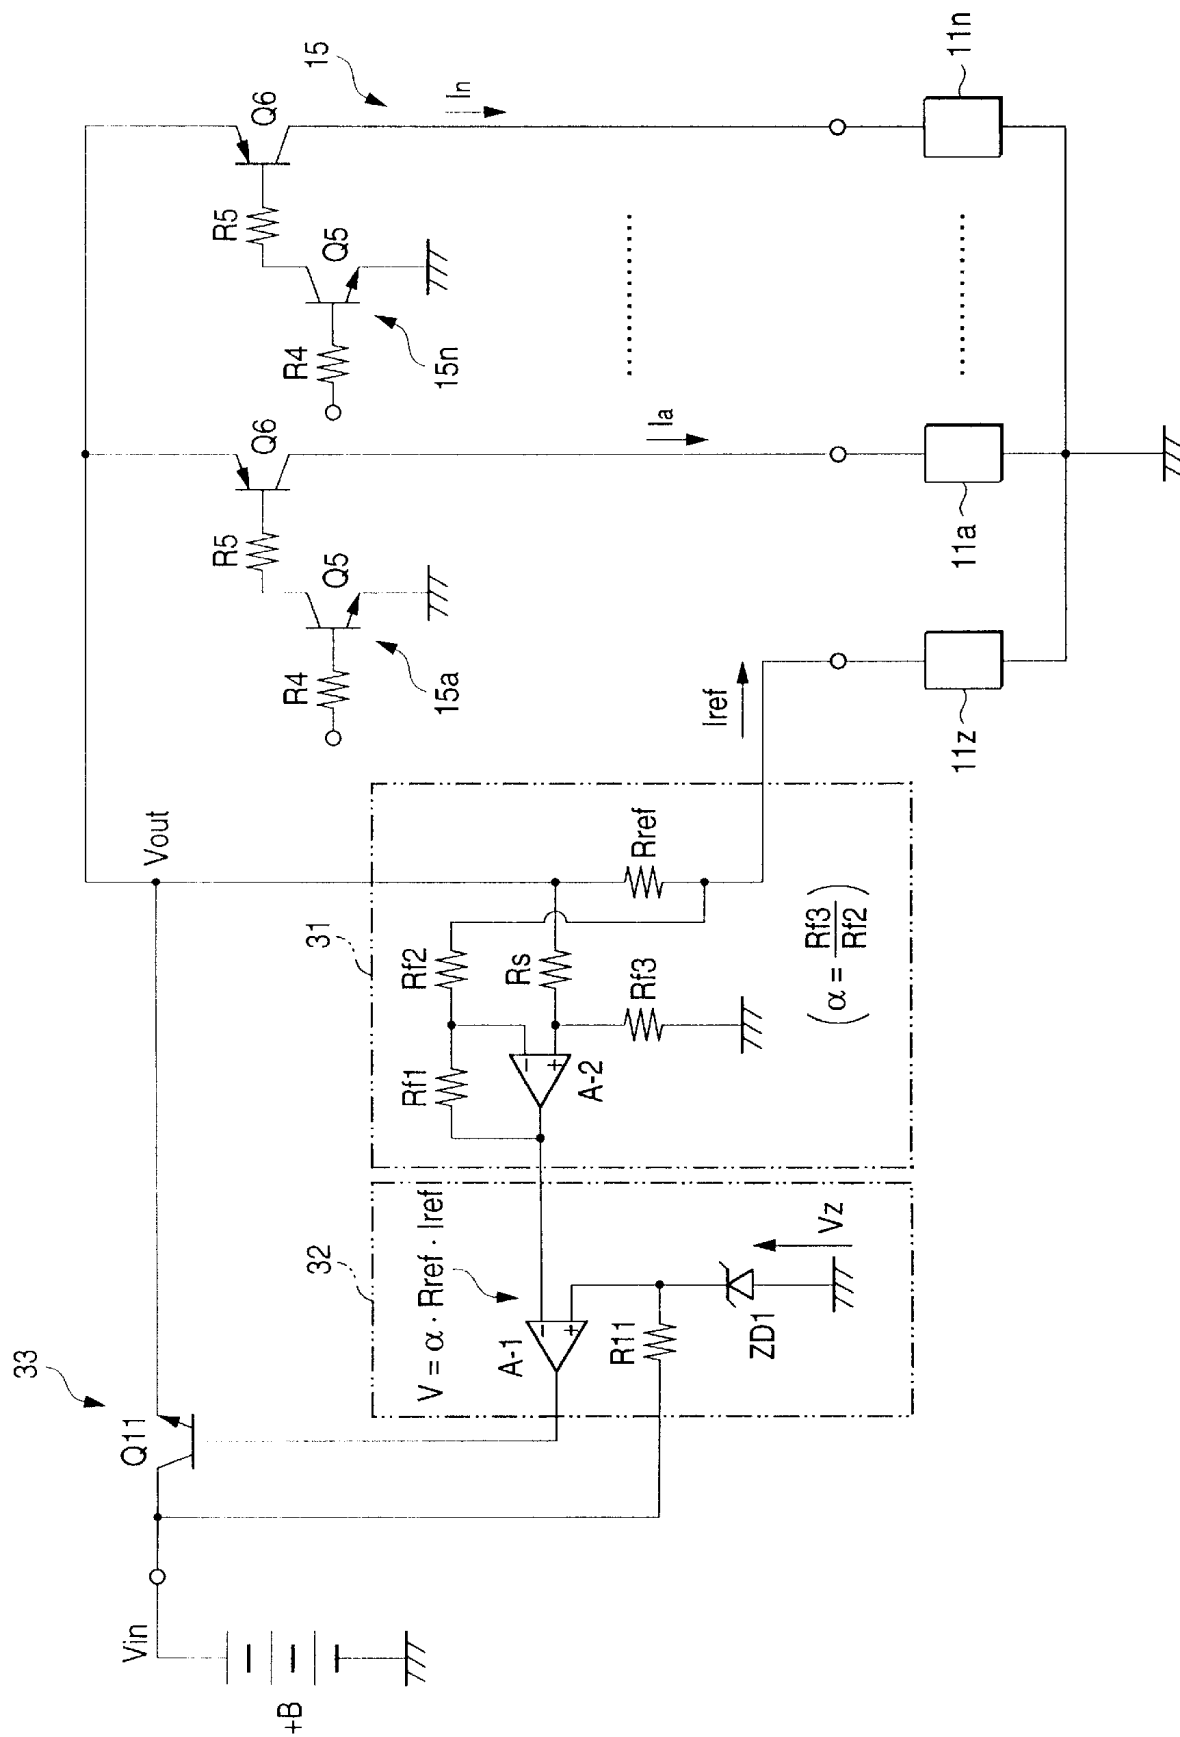 +B
Vin
33
Q11
32
V = α · Rref · Iref
A-1
R11
ZD1
Vz
31
Rf1
Rf2
A-2
Rs
Rf3
Rref
(α = Rf3
Rf2)
Vout
Iref
11z
R4
15a
Q5
R5
Q6
Ia
11a
R4
15n
Q5
R5
Q6
15
In
11n